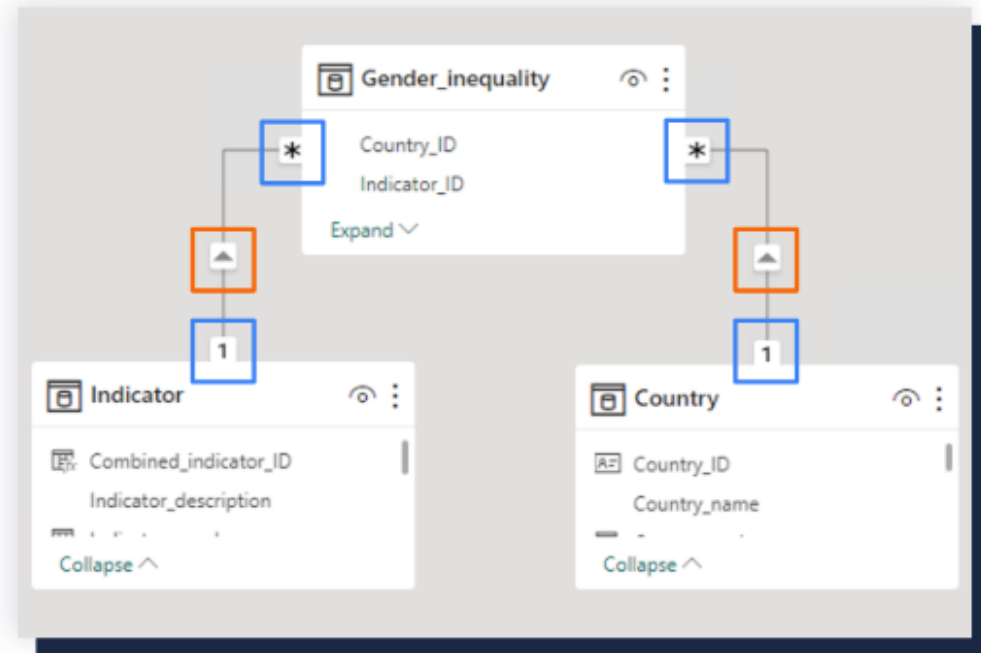 Gender_inequality
* Country_ID *
Indicator_ID
Expand
1 1
Indicator
Country
Combined_indicator_ID
Indicator_description
Collapse
Country_ID
Country_name
Collapse